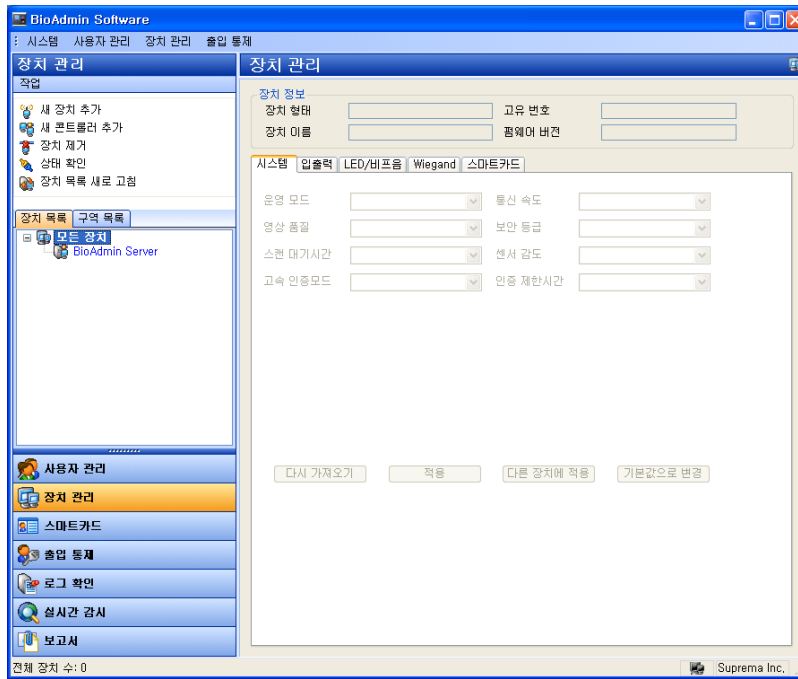 BioAdmin Software
시스템 사용자 관리 장치 관리 출입 통제
장치 관리
작업
새 장치 추가
새 콘트롤러 추가
장치 제거
상태 확인
장치 목록 새로 고침
장치 목록 구역 목록
모든 장치
BioAdmin Server
사용자 관리
장치 관리
스마트카드
출입 통제
로그 확인
실시간 감시
보고서
장치 관리
장치 정보
장치 형태 고유 번호
장치 이름 펌웨어 버전
시스템 입출력 LED/비프음 Wiegand 스마트카드
운영 모드 통신 속도
영상 품질 보안 등급
스캔 대기시간 센서 감도
고속 인증모드 인증 제한시간
다시 가져오기 적용 다른 장치에 적용 기본값으로 변경
전체 장치 수: 0 Suprema Inc.